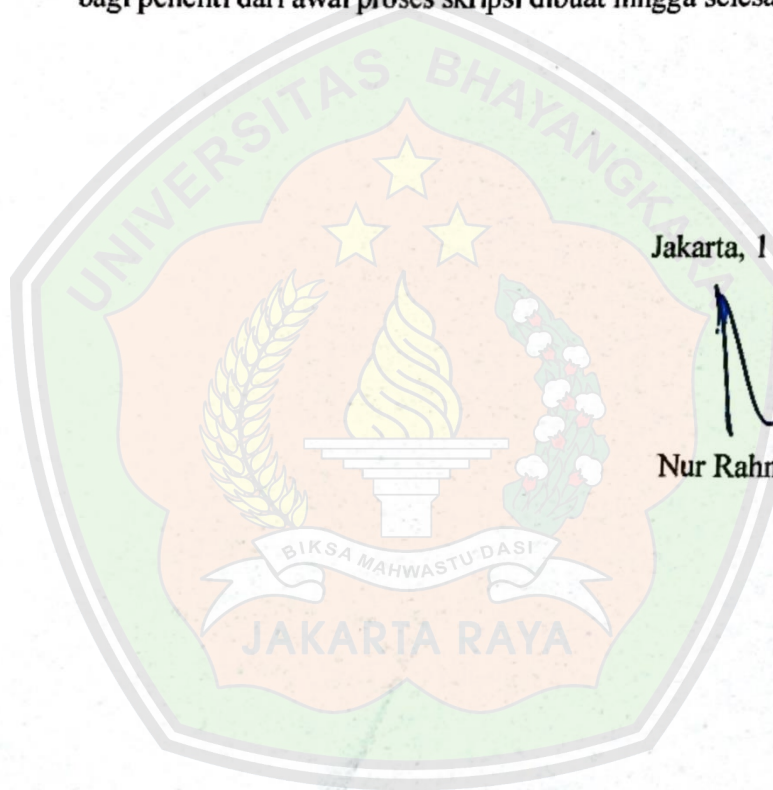 bagi peneliti dari awal proses skripsi dibuat hingga selesa
UNIVERSITAS BHAYANGKARA
Jakarta, 1
Nur Rahm
BIKSA MAHWASTU DASI
JAKARTA RAYA